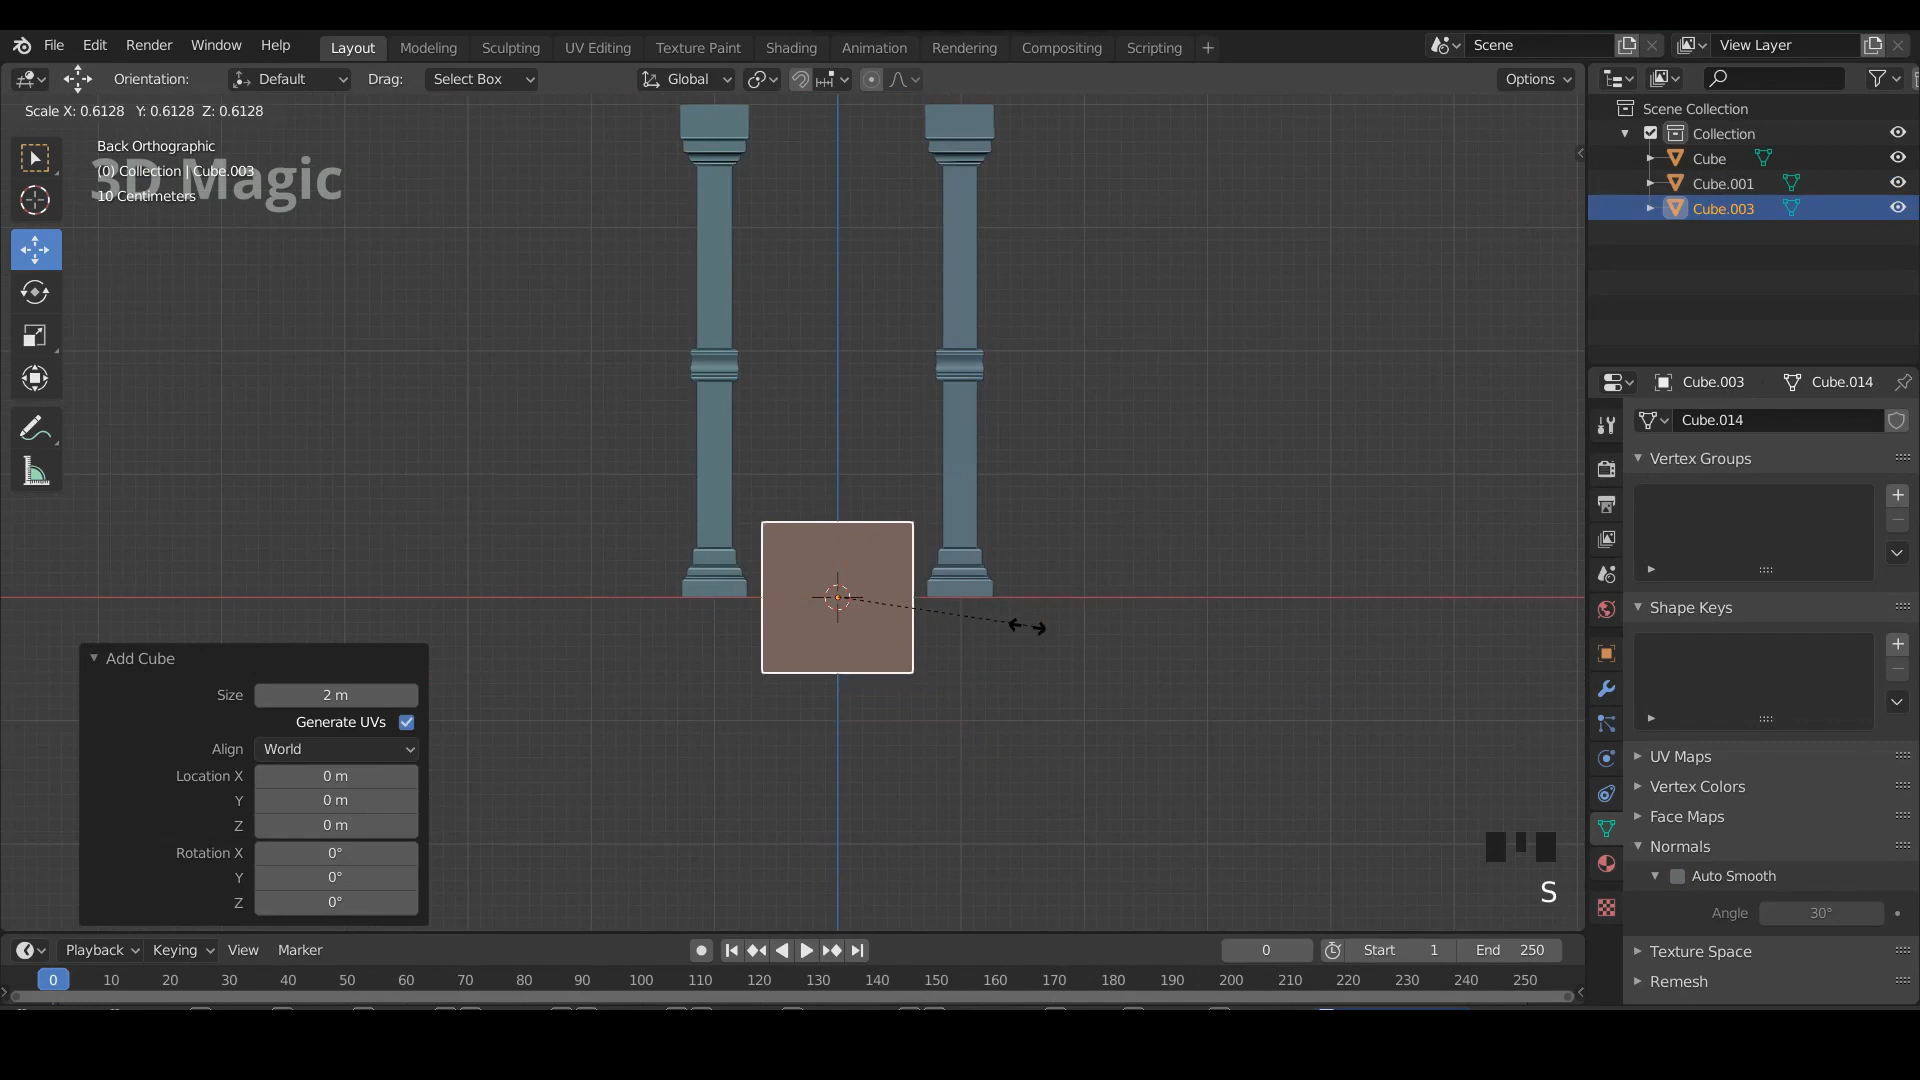 File Edit Render Window Help Layout Modeling Sculpting UV Editing Texture Paint Shading Animation Rendering Compositing Scripting + Scene View Layer
Orientation: Default Drag: Select Box Global Options
Scale X: 0.6128 Y: 0.6128 Z: 0.6128
Back Orthographic
(0) Collection | Cube.003
3D Magic
10 Centimeters
Scene Collection
Collection
Cube
Cube.001
Cube.003
Cube.003 Cube.014
Cube.014
Vertex Groups
Shape Keys
UV Maps
Vertex Colors
Face Maps
Normals
Auto Smooth
Angle 30°
Texture Space
Remesh
Add Cube
Size 2 m
Generate UVs
Align World
Location X 0 m
Y 0 m
Z 0 m
Rotation X 0°
Y 0°
Z 0°
S
Playback Keying View Marker 0 Start 1 End 250
0 10 20 30 40 50 60 70 80 90 100 110 120 130 140 150 160 170 180 190 200 210 220 230 240 250